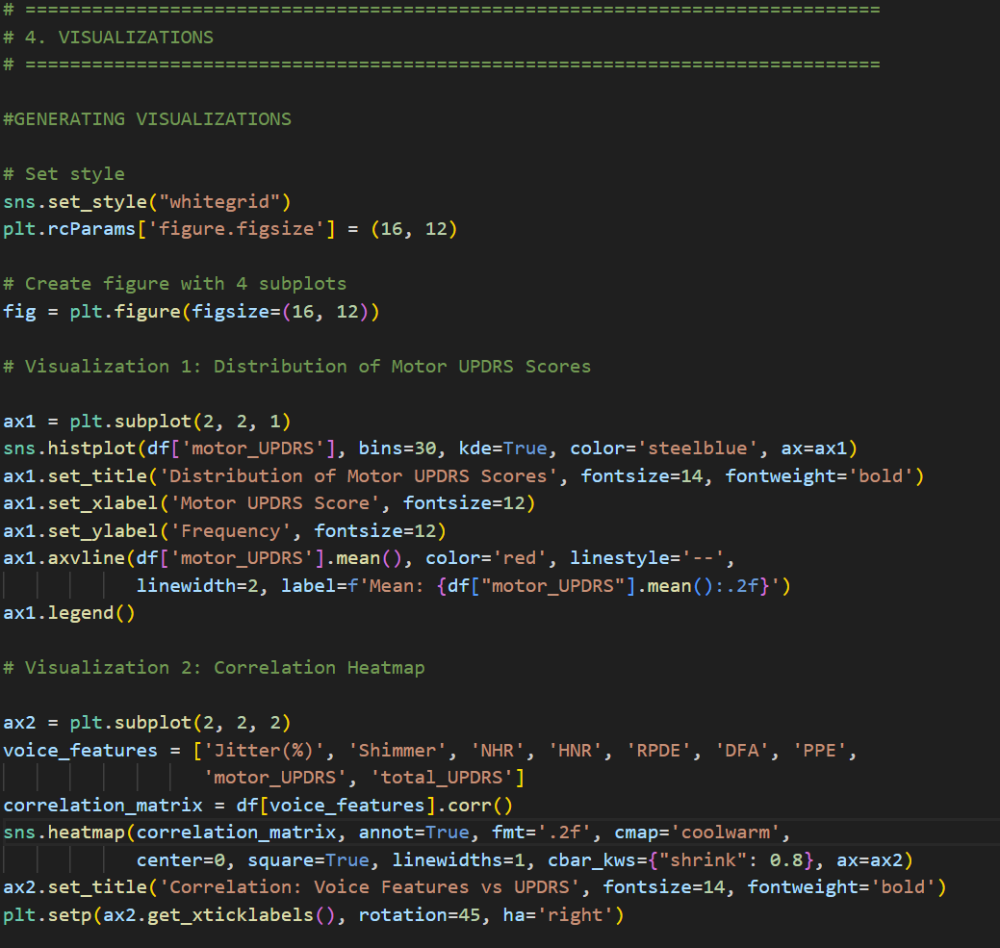 # =============================================================================
# 4. VISUALIZATIONS
# =============================================================================
#GENERATING VISUALIZATIONS
# Set style
sns.set_style("whitegrid")
plt.rcParams['figure.figsize'] = (16, 12)
# Create figure with 4 subplots
fig = plt.figure(figsize=(16, 12))
# Visualization 1: Distribution of Motor UPDRS Scores
ax1 = plt.subplot(2, 2, 1)
sns.histplot(df['motor_UPDRS'], bins=30, kde=True, color='steelblue', ax=ax1)
ax1.set_title('Distribution of Motor UPDRS Scores', fontsize=14, fontweight='bold')
ax1.set_xlabel('Motor UPDRS Score', fontsize=12)
ax1.set_ylabel('Frequency', fontsize=12)
ax1.axvline(df['motor_UPDRS'].mean(), color='red', linestyle='--',
            linewidth=2, label=f'Mean: {df["motor_UPDRS"].mean():.2f}')
ax1.legend()
# Visualization 2: Correlation Heatmap
ax2 = plt.subplot(2, 2, 2)
voice_features = ['Jitter(%)', 'Shimmer', 'NHR', 'HNR', 'RPDE', 'DFA', 'PPE',
                  'motor_UPDRS', 'total_UPDRS']
correlation_matrix = df[voice_features].corr()
sns.heatmap(correlation_matrix, annot=True, fmt='.2f', cmap='coolwarm',
            center=0, square=True, linewidths=1, cbar_kws={"shrink": 0.8}, ax=ax2)
ax2.set_title('Correlation: Voice Features vs UPDRS', fontsize=14, fontweight='bold')
plt.setp(ax2.get_xticklabels(), rotation=45, ha='right')